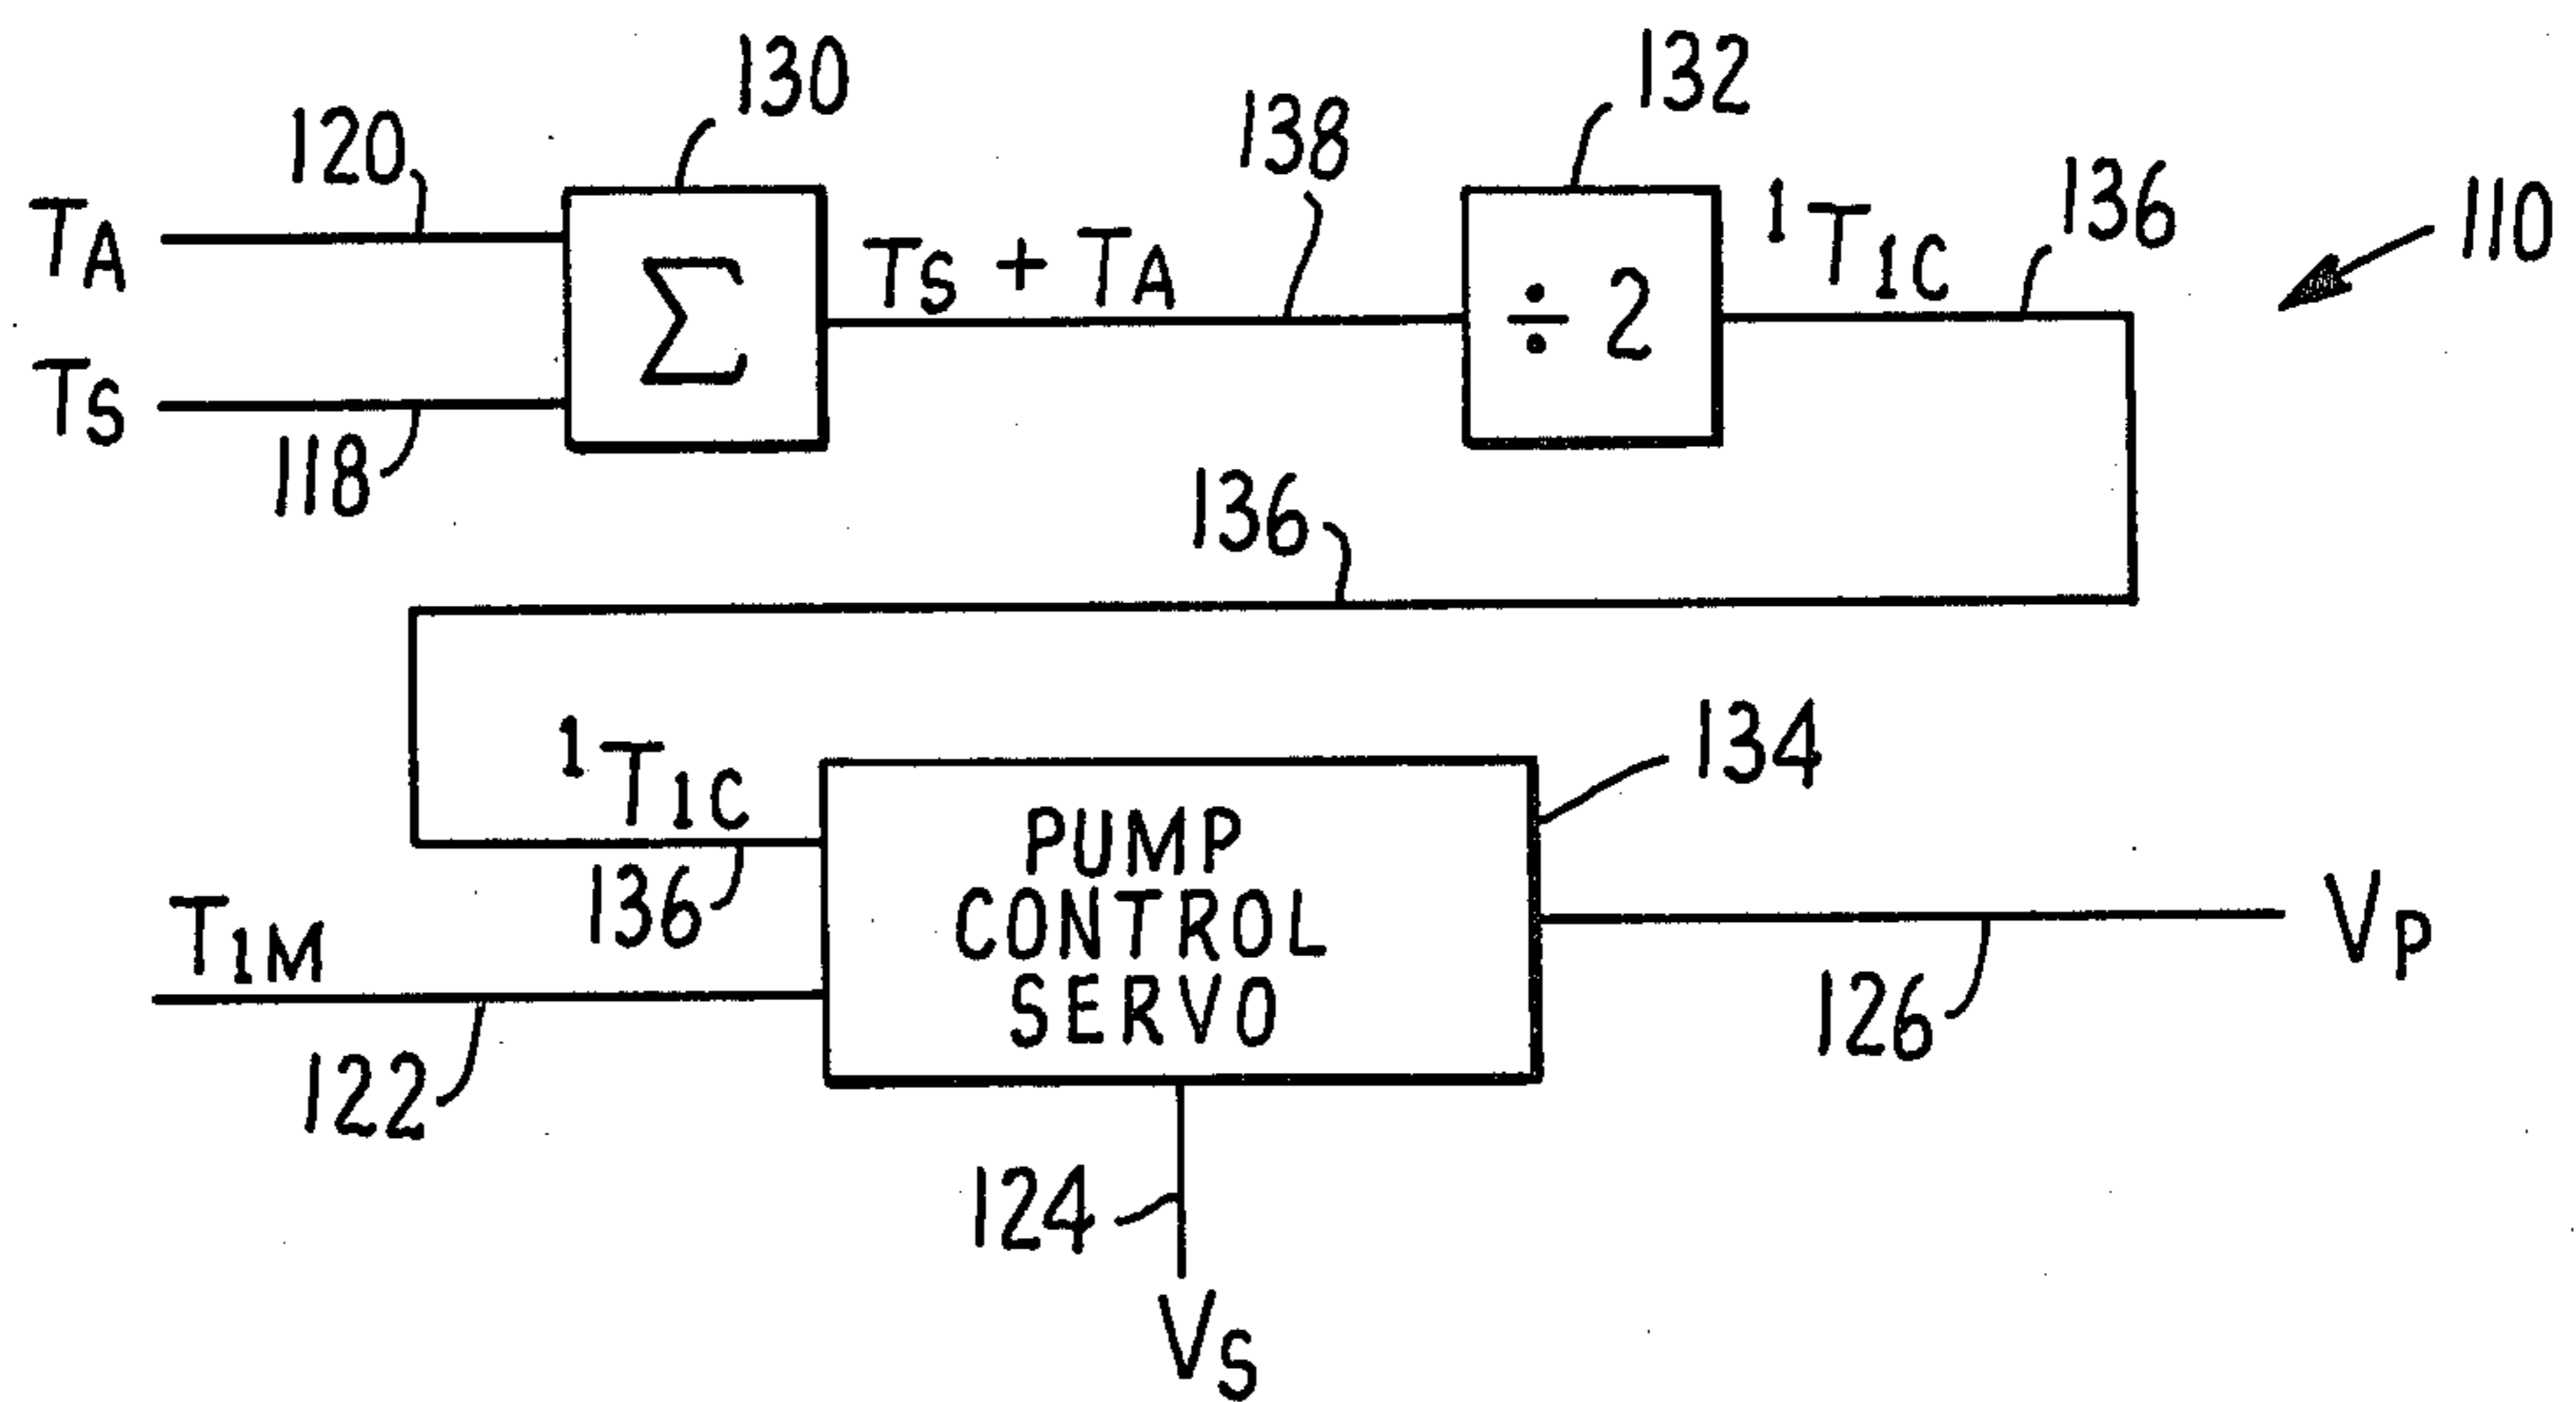 130
132
120
138
¹T1C
136
110
TA
TS + TA
Σ
÷ 2
TS
118
136
¹T1C
134
PUMP
CONTROL
SERVO
136
T1M
VP
122
126
124
VS